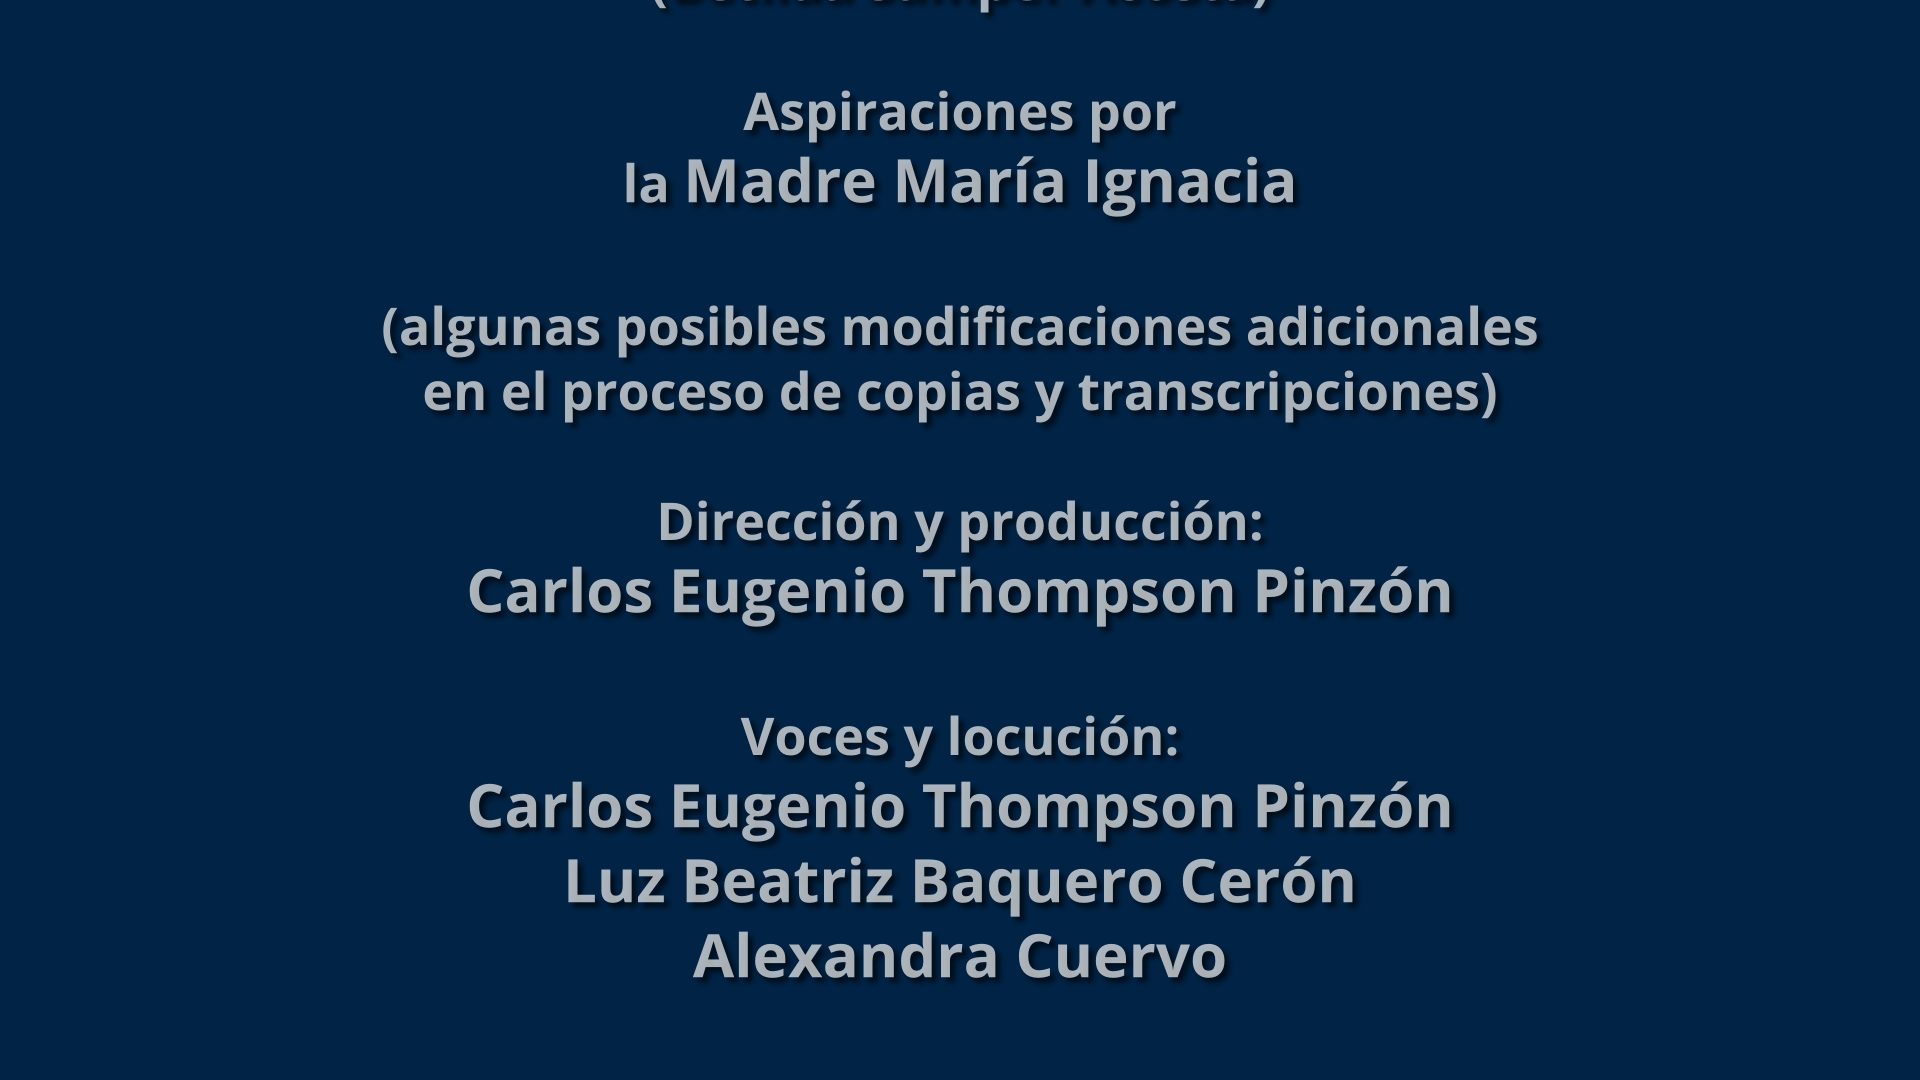 Aspiraciones por
la Madre María Ignacia
(algunas posibles modificaciones adicionales
en el proceso de copias y transcripciones)
Dirección y producción:
Carlos Eugenio Thompson Pinzón
Voces y locución:
Carlos Eugenio Thompson Pinzón
Luz Beatriz Baquero Cerón
Alexandra Cuervo